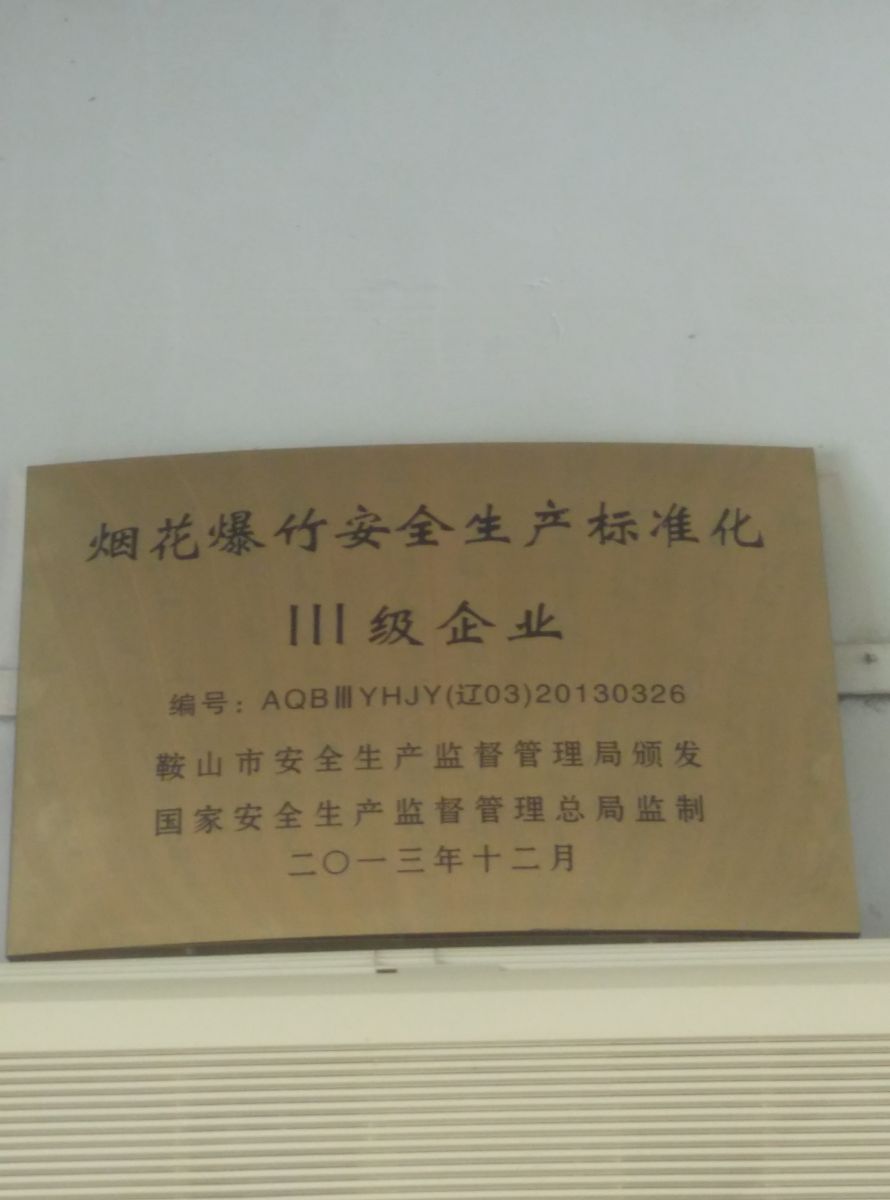 烟花爆竹安全生产标准化
III级企业
编号：AQBⅢYHJY(辽03)20130326
鞍山市安全生产监督管理局颁发
国家安全生产监督管理总局监制
二〇一三年十二月